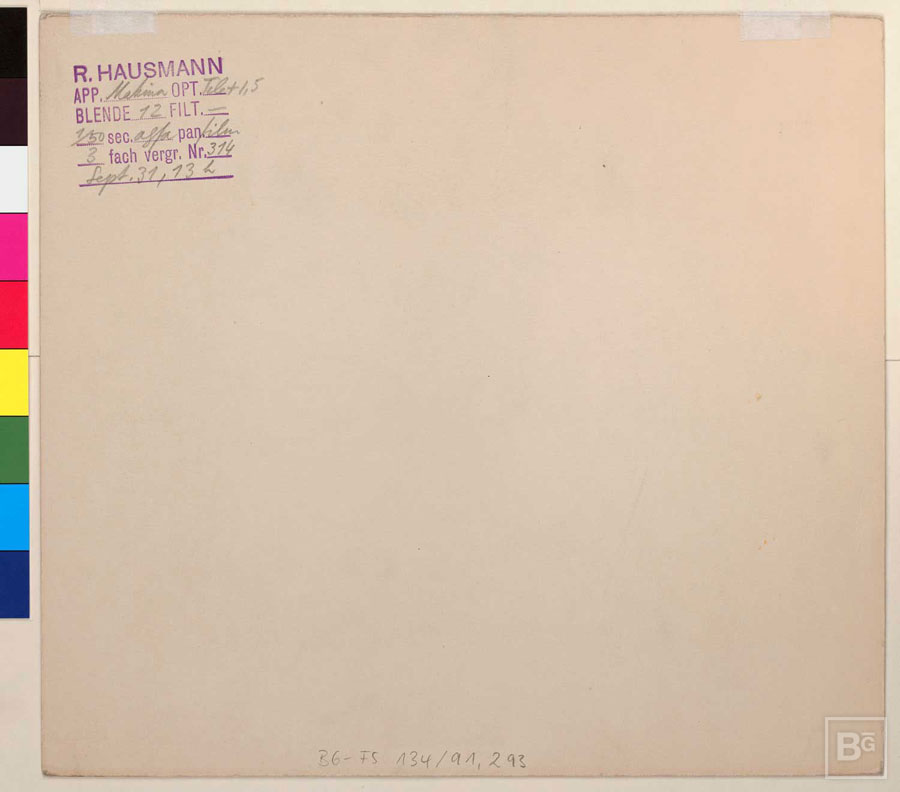 R. HAUSMANN
APP. Makina OPT. Tele + 1,5
BLENDE 12 FILT. —
1/50 sec. agfa pan film
3 fach vergr. Nr. 314
Sept. 31, 13 h
BG-FS 134/91, 293
BG